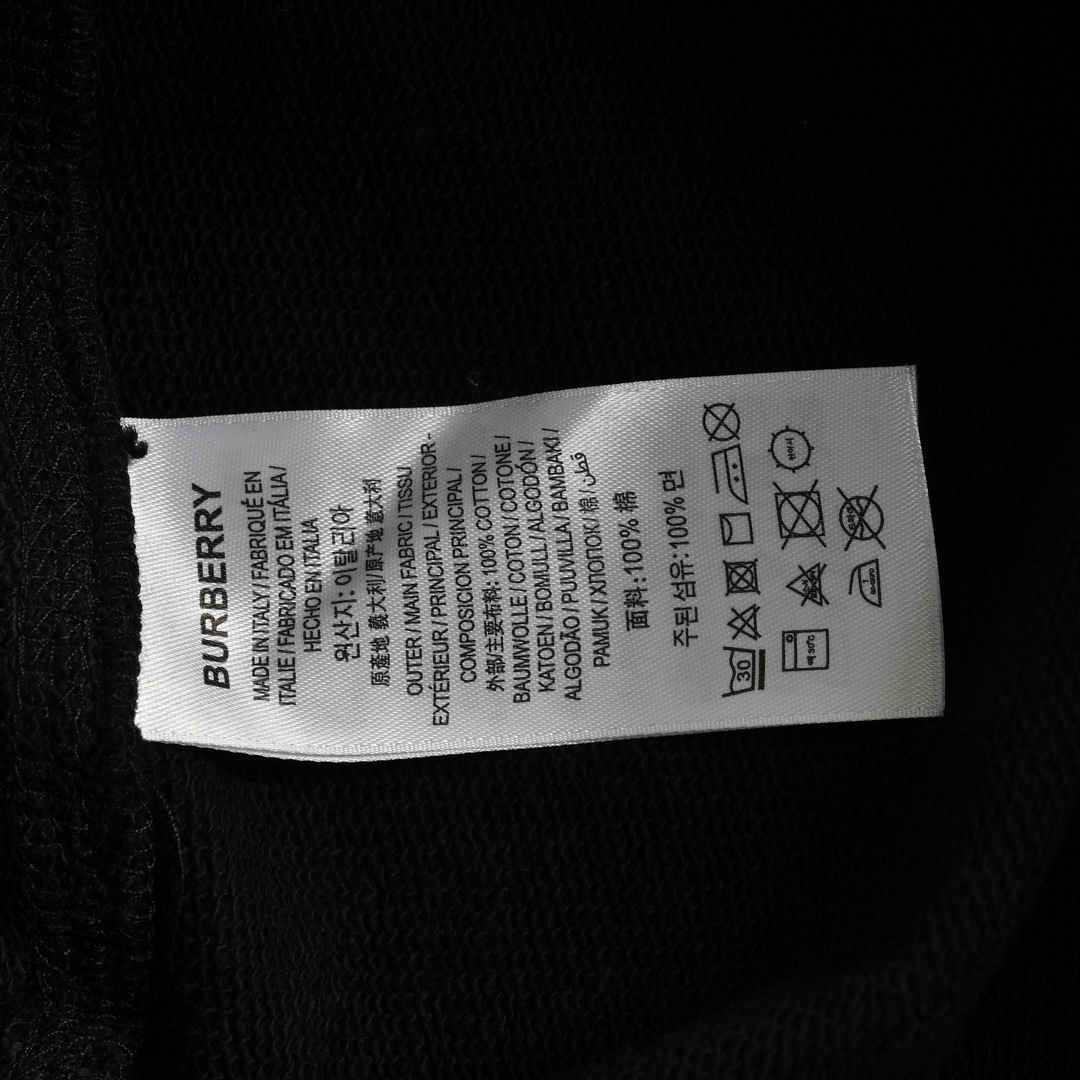 BURBERRY
MADE IN ITALY / FABRIQUÉ EN
ITALIE / FABRICADO EM ITÁLIA /
HECHO EN ITALIA
원산지: 이탈리아
原產地 義大利/原产地 意大利
OUTER / MAIN FABRIC / TISSU
EXTÉRIEUR / PRINCIPAL / EXTERIOR -
COMPOSICION PRINCIPAL /
外部/主要布料: 100% COTTON /
BAUMWOLLE / COTON / COTONE /
KATOEN / BOMULL / ALGODÓN /
ALGODÃO / PUUVILLA / BAMBAKI /
PAMUK / ХЛОПОК / 棉 / قطن
面料:100% 棉
주된 섬유:100% 면
30